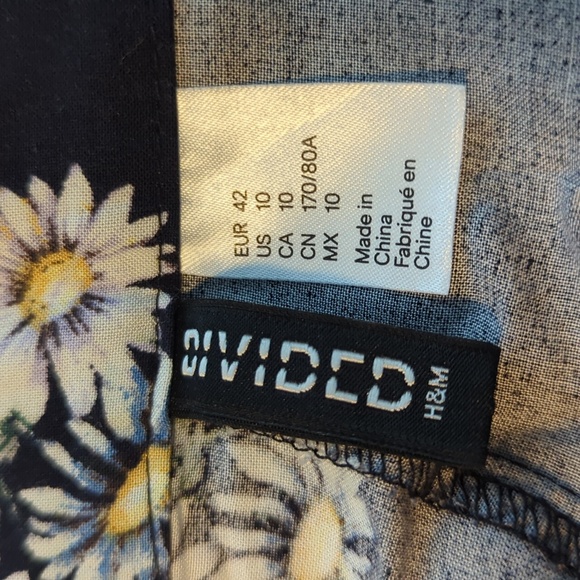 EUR 42
US 10
CA 10
CN 170/80A
MX 10
Made in
China
Fabriqué en
Chine
DIVIDED
H&M